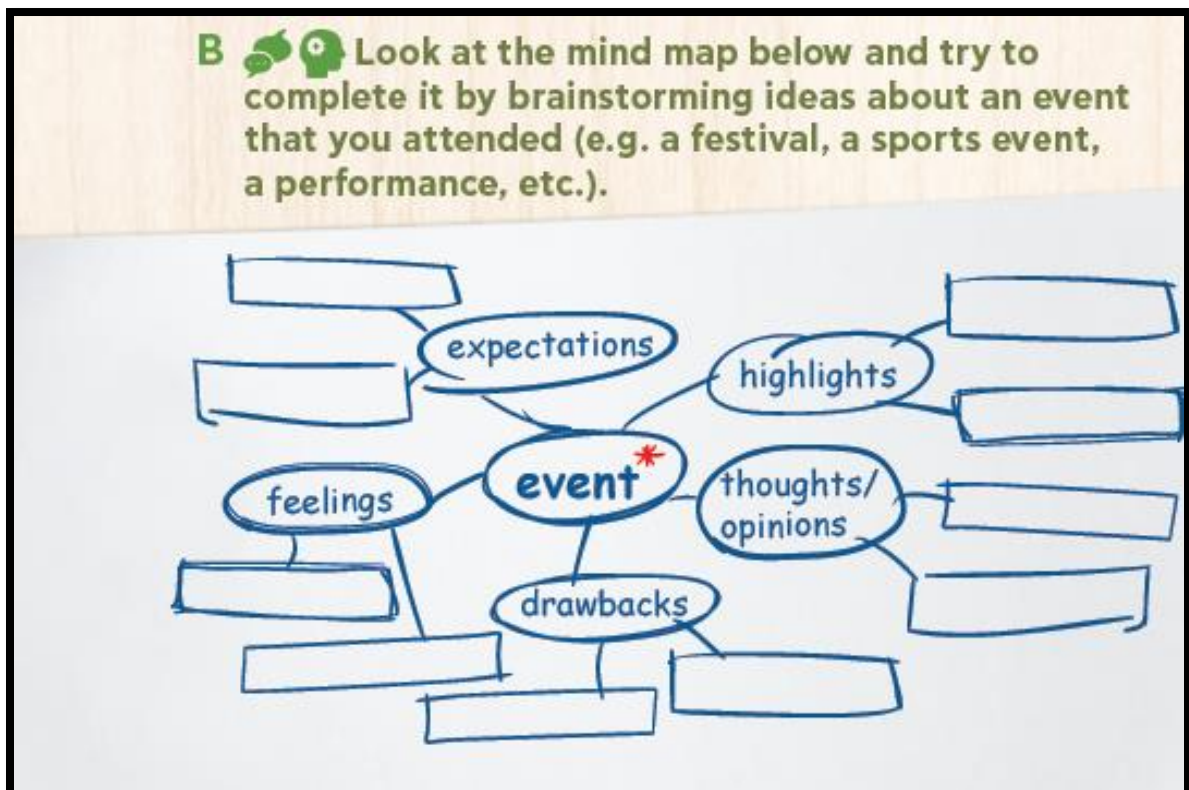 B Look at the mind map below and try to
complete it by brainstorming ideas about an event
that you attended (e.g. a festival, a sports event,
a performance, etc.).
expectations
highlights
event*
thoughts/
opinions
feelings
drawbacks